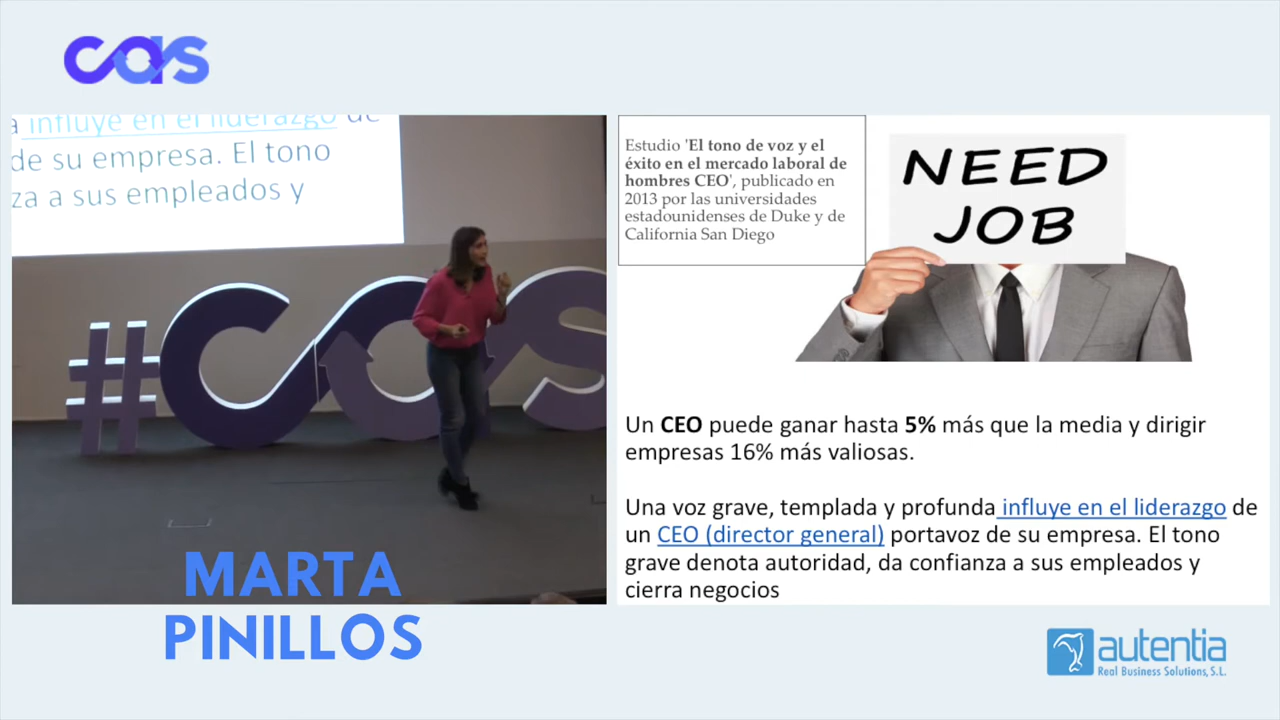 cas
a influye en el liderazgo de
de su empresa. El tono
za a sus empleados y
#cas
MARTA
PINILLOS
Estudio 'El tono de voz y el
éxito en el mercado laboral de
hombres CEO', publicado en
2013 por las universidades
estadounidenses de Duke y de
California San Diego
NEED
JOB
Un CEO puede ganar hasta 5% más que la media y dirigir
empresas 16% más valiosas.
Una voz grave, templada y profunda influye en el liderazgo de
un CEO (director general) portavoz de su empresa. El tono
grave denota autoridad, da confianza a sus empleados y
cierra negocios
autentia
Real Business Solutions, S.L.